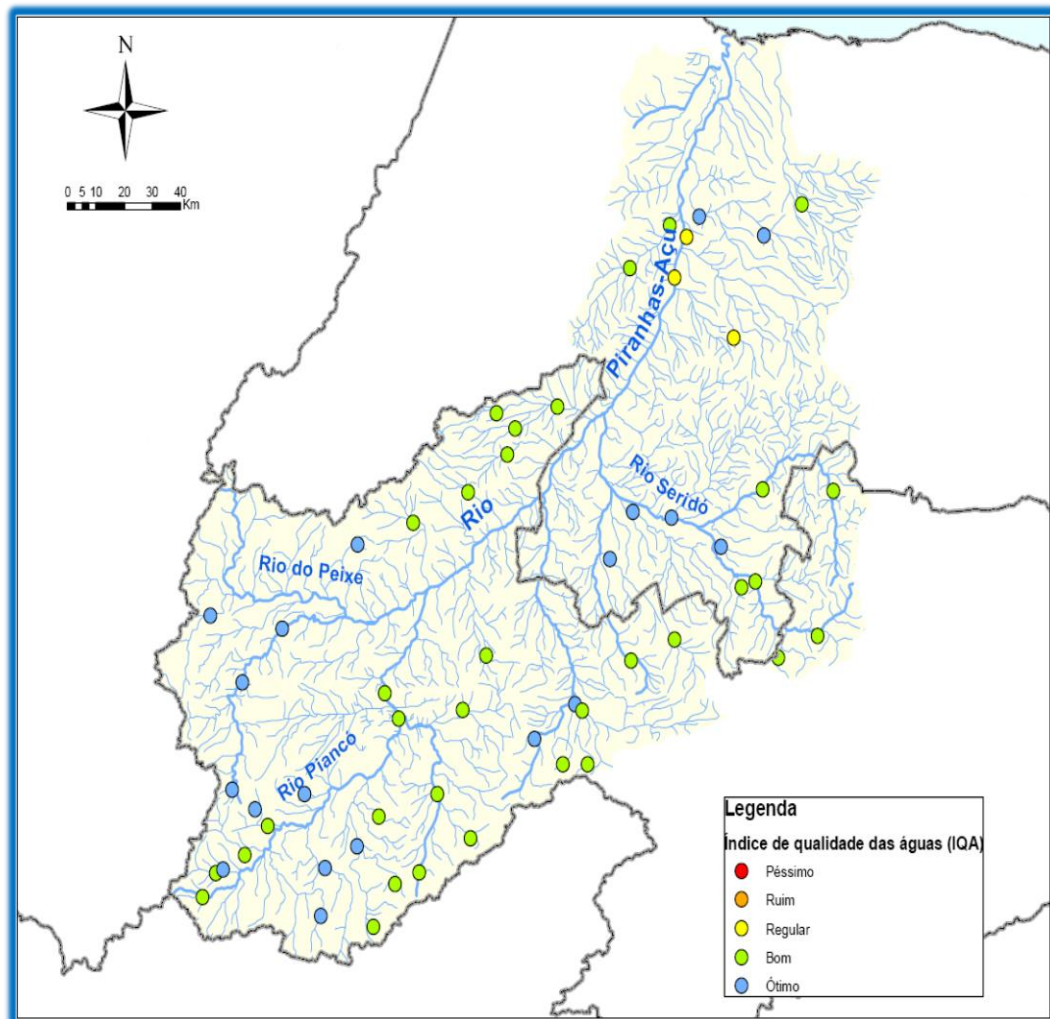 N
0 5 10 20 30 40
Km
Piranhas-Açu
Rio
Rio Seridó
Rio do Peixe
Rio Piancó
Legenda
Índice de qualidade das águas (IQA)
Péssimo
Ruim
Regular
Bom
Ótimo